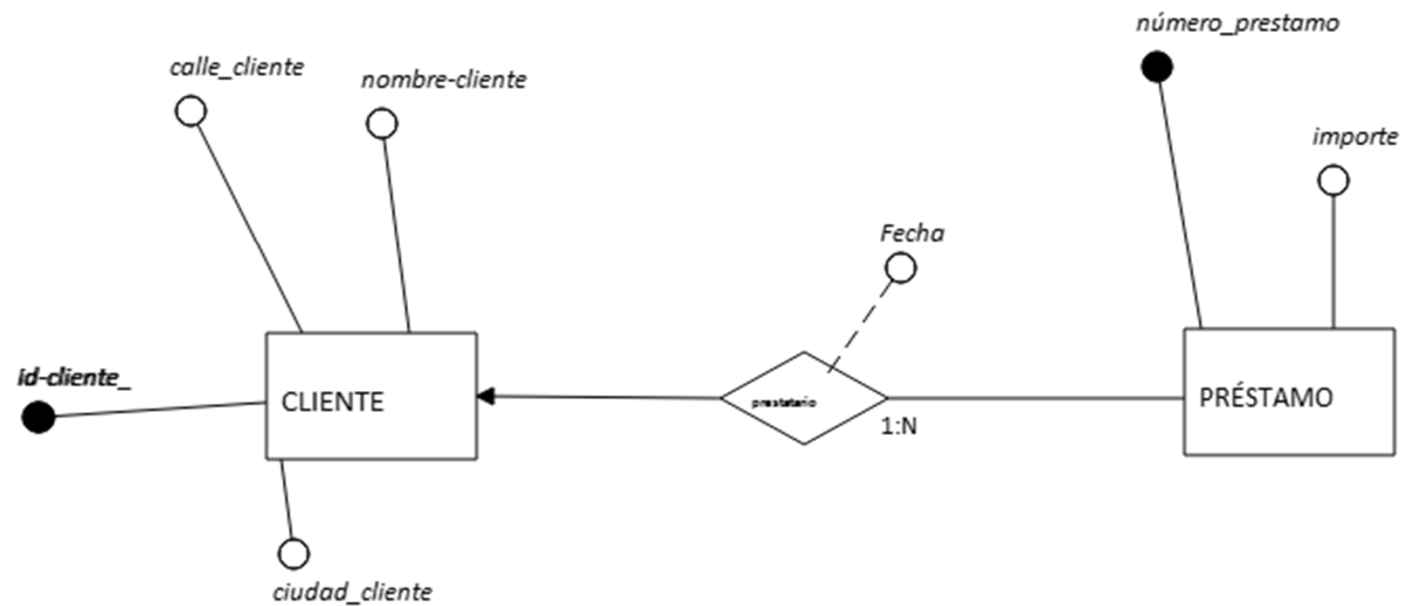 número_prestamo
calle_cliente
nombre-cliente
importe
Fecha
id-cliente_
CLIENTE
prestatario
1:N
PRÉSTAMO
ciudad_cliente